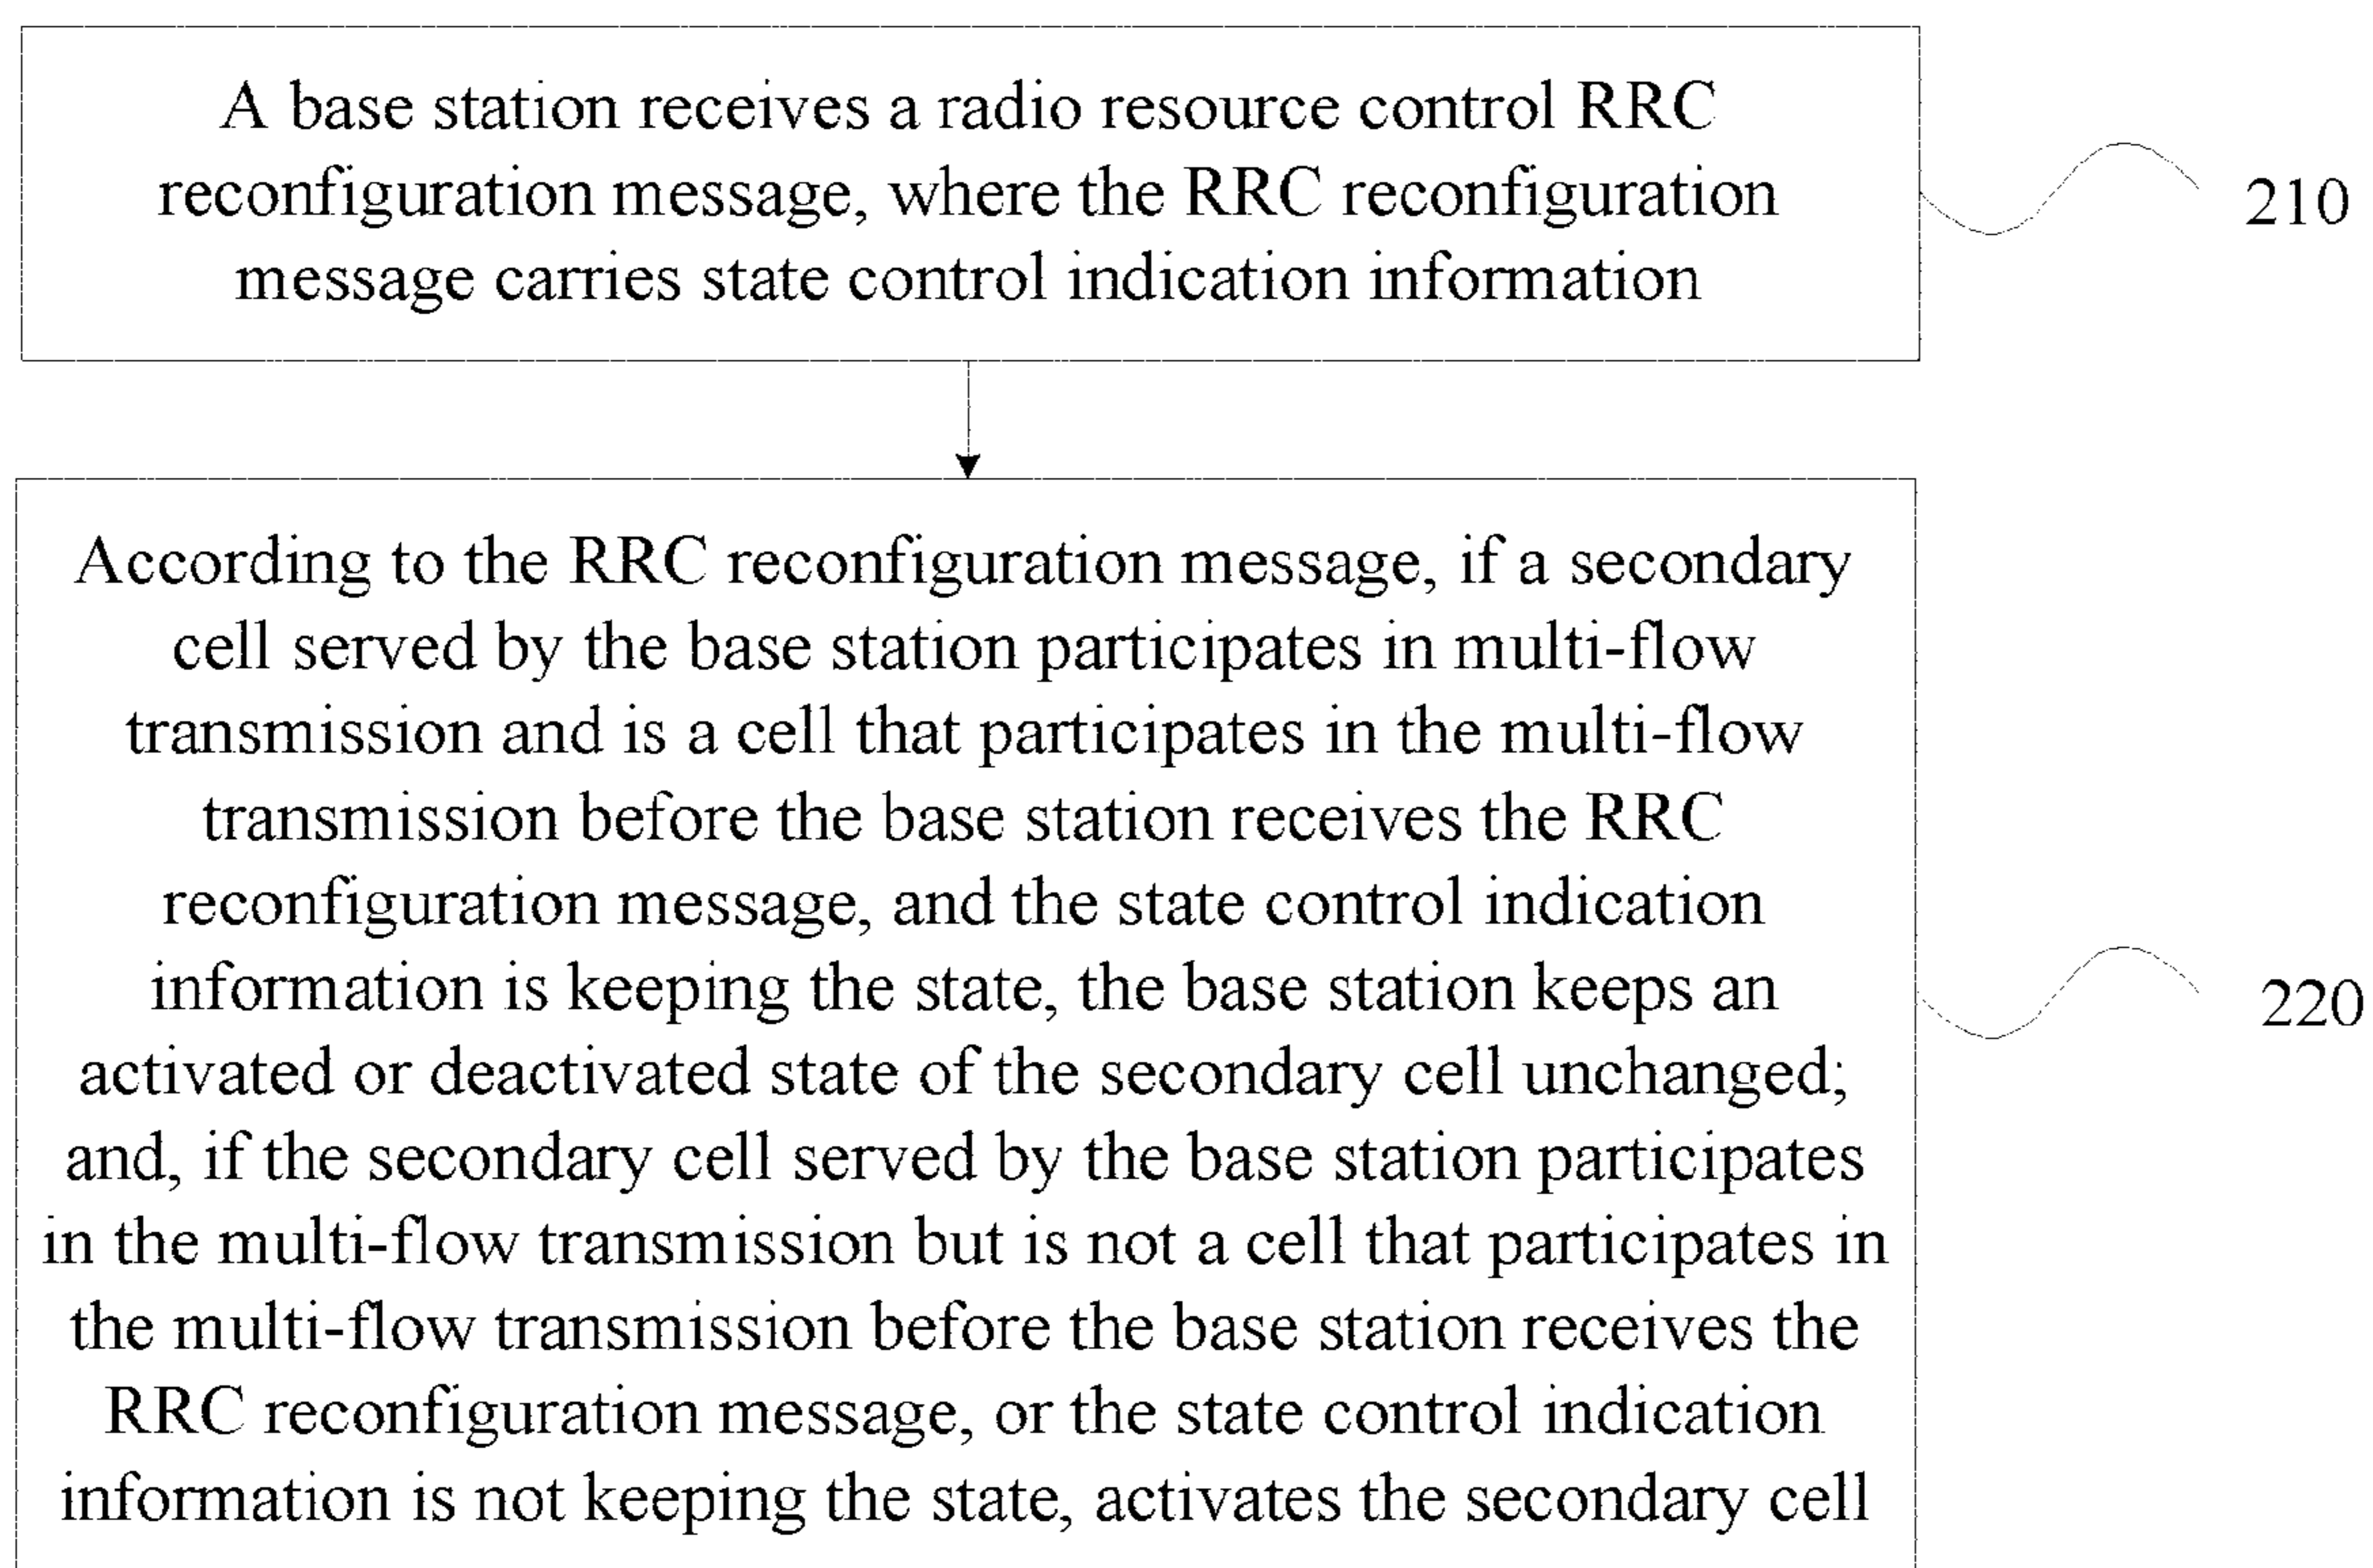 A base station receives a radio resource control RRC
reconfiguration message, where the RRC reconfiguration
message carries state control indication information
210
According to the RRC reconfiguration message, if a secondary
cell served by the base station participates in multi-flow
transmission and is a cell that participates in the multi-flow
transmission before the base station receives the RRC
reconfiguration message, and the state control indication
information is keeping the state, the base station keeps an
activated or deactivated state of the secondary cell unchanged;
and, if the secondary cell served by the base station participates
in the multi-flow transmission but is not a cell that participates in
the multi-flow transmission before the base station receives the
RRC reconfiguration message, or the state control indication
information is not keeping the state, activates the secondary cell
220